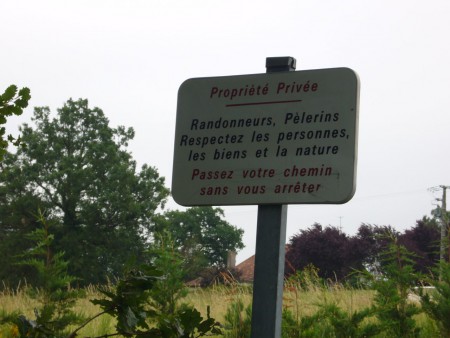 Propriété Privée
Randonneurs, Pèlerins
Respectez les personnes,
les biens et la nature
Passez votre chemin
sans vous arrêter